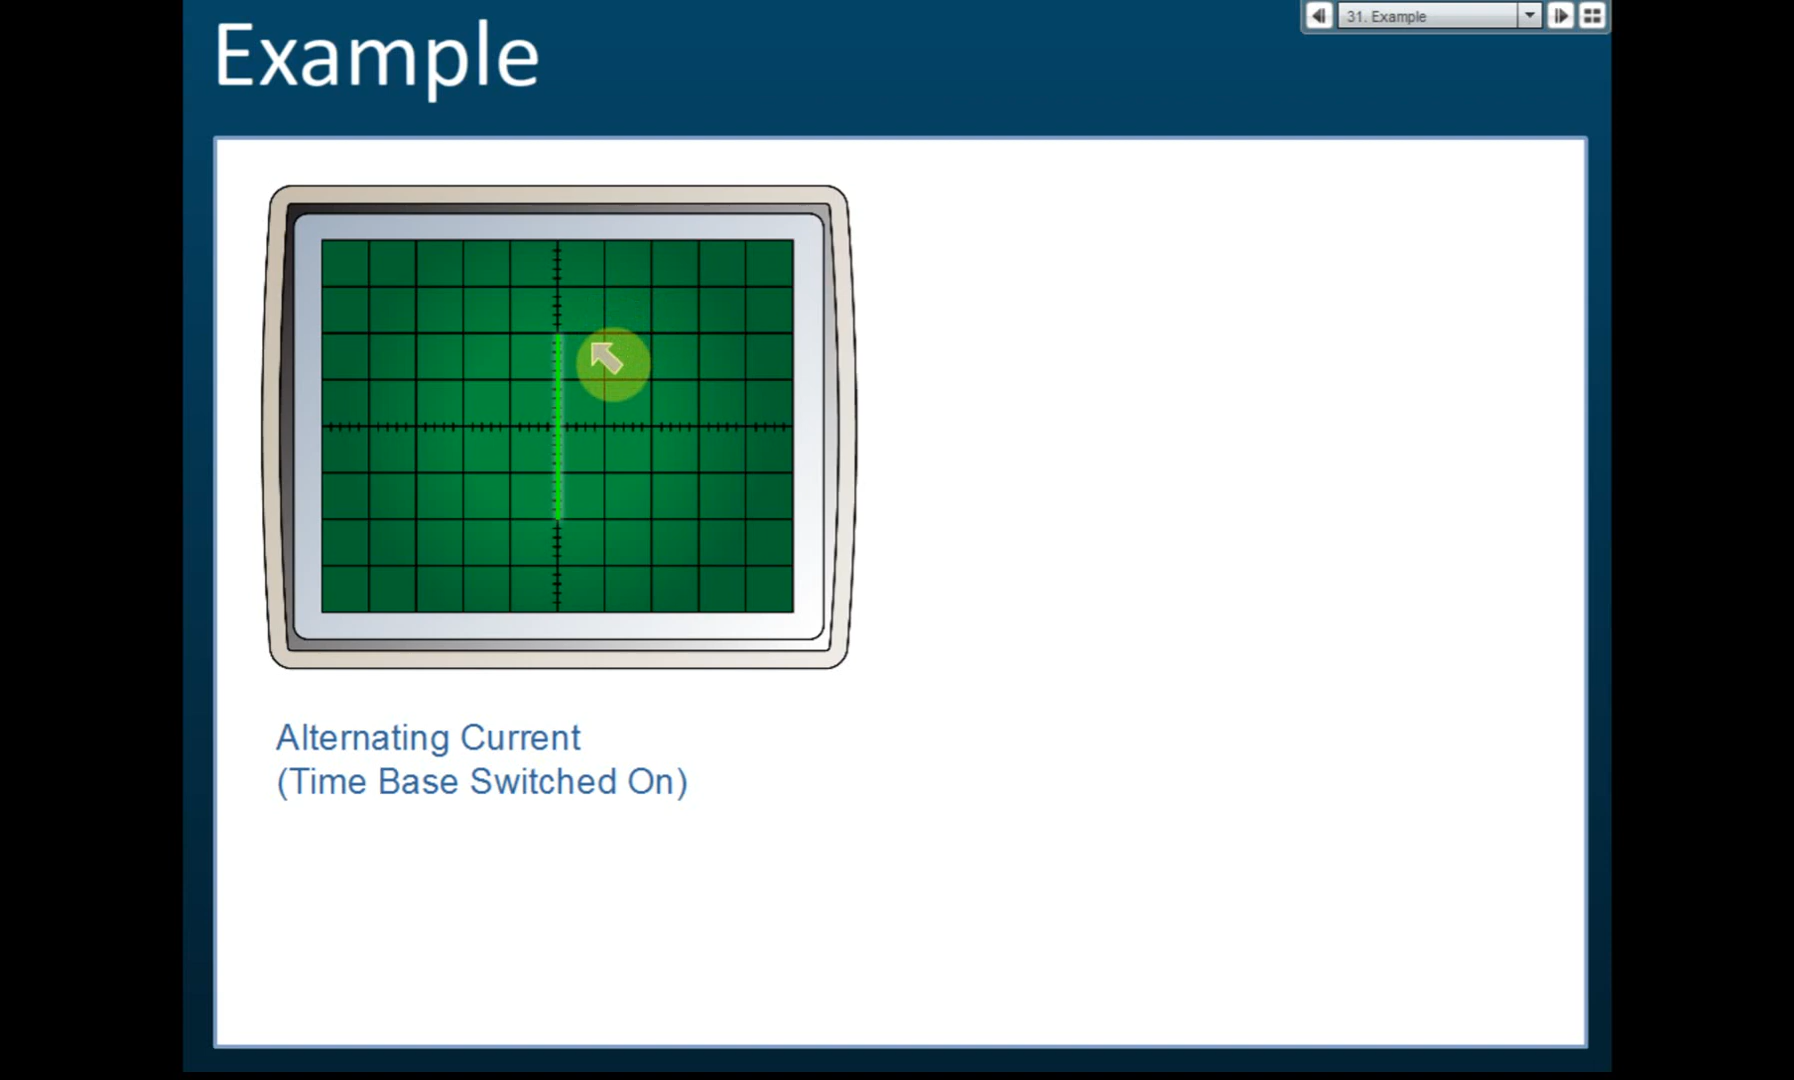 Example
31. Example
Alternating Current
(Time Base Switched On)